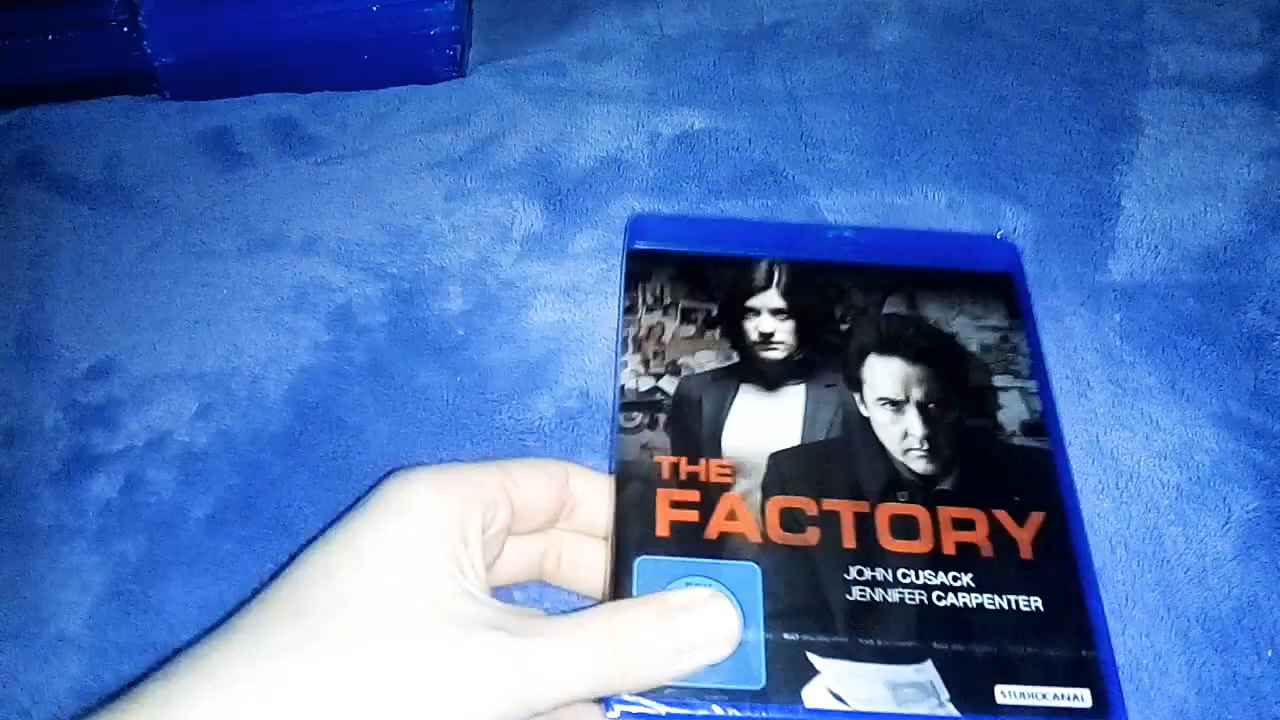 THE
FACTORY
JOHN CUSACK
JENNIFER CARPENTER
STUDIOCANAL